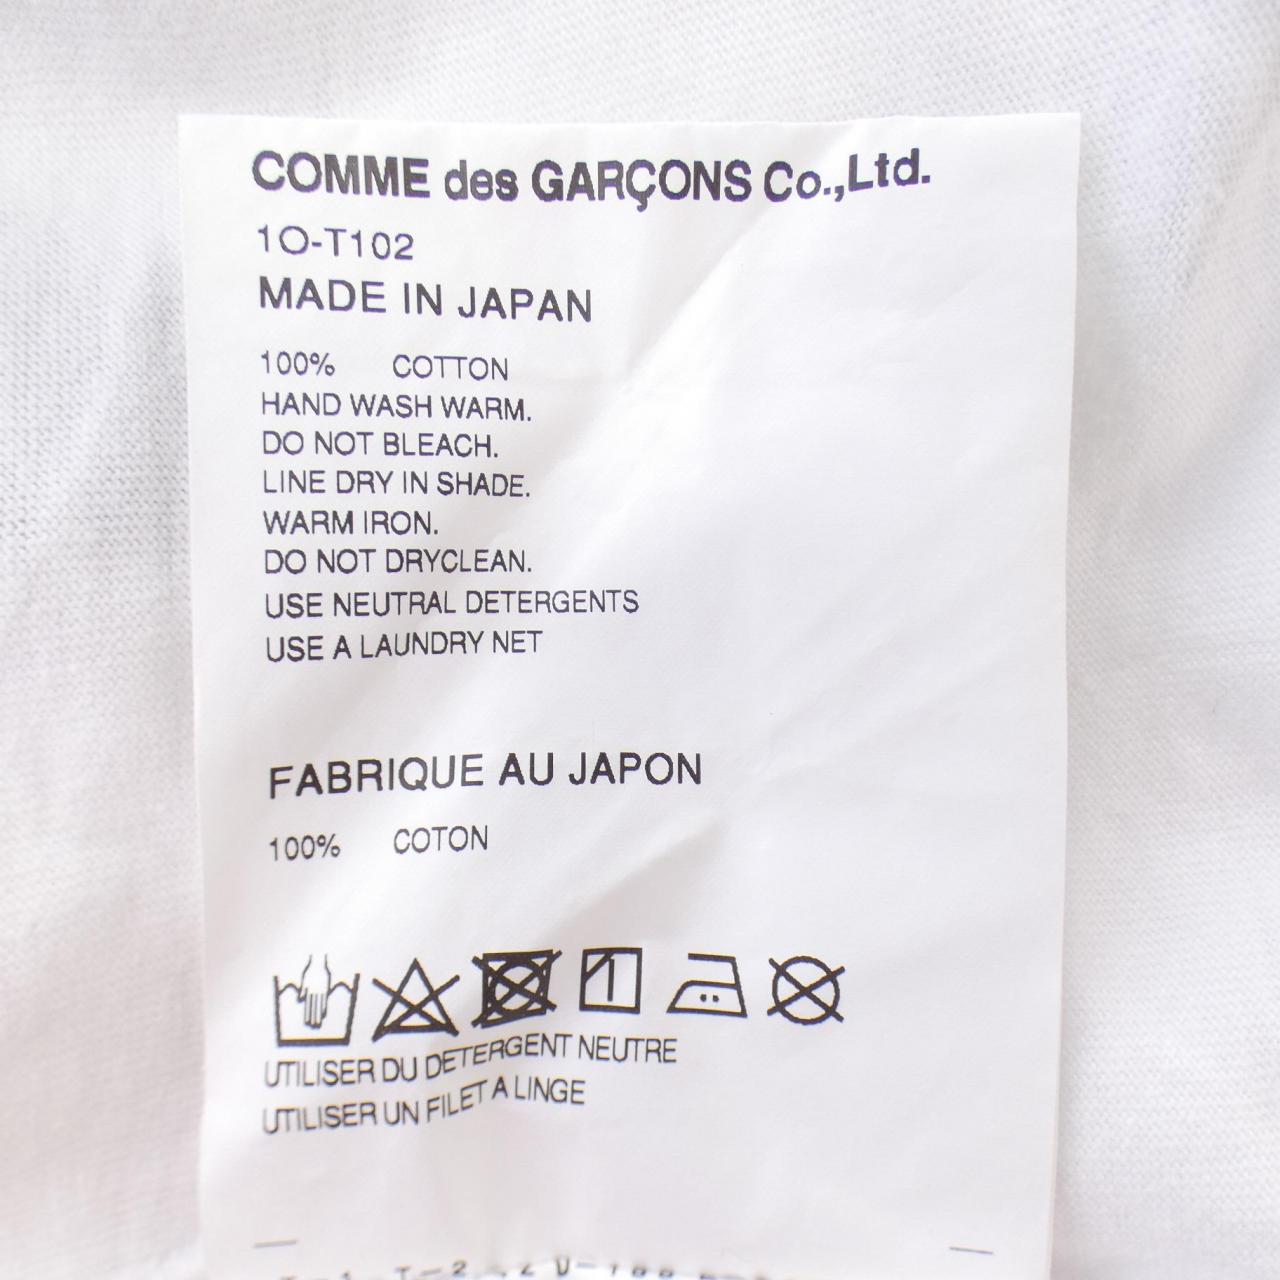 COMME des GARÇONS Co.,Ltd.
1O-T102
MADE IN JAPAN
100% COTTON
HAND WASH WARM.
DO NOT BLEACH.
LINE DRY IN SHADE.
WARM IRON.
DO NOT DRYCLEAN.
USE NEUTRAL DETERGENTS
USE A LAUNDRY NET
FABRIQUE AU JAPON
100% COTON
UTILISER DU DETERGENT NEUTRE
UTILISER UN FILET A LINGE